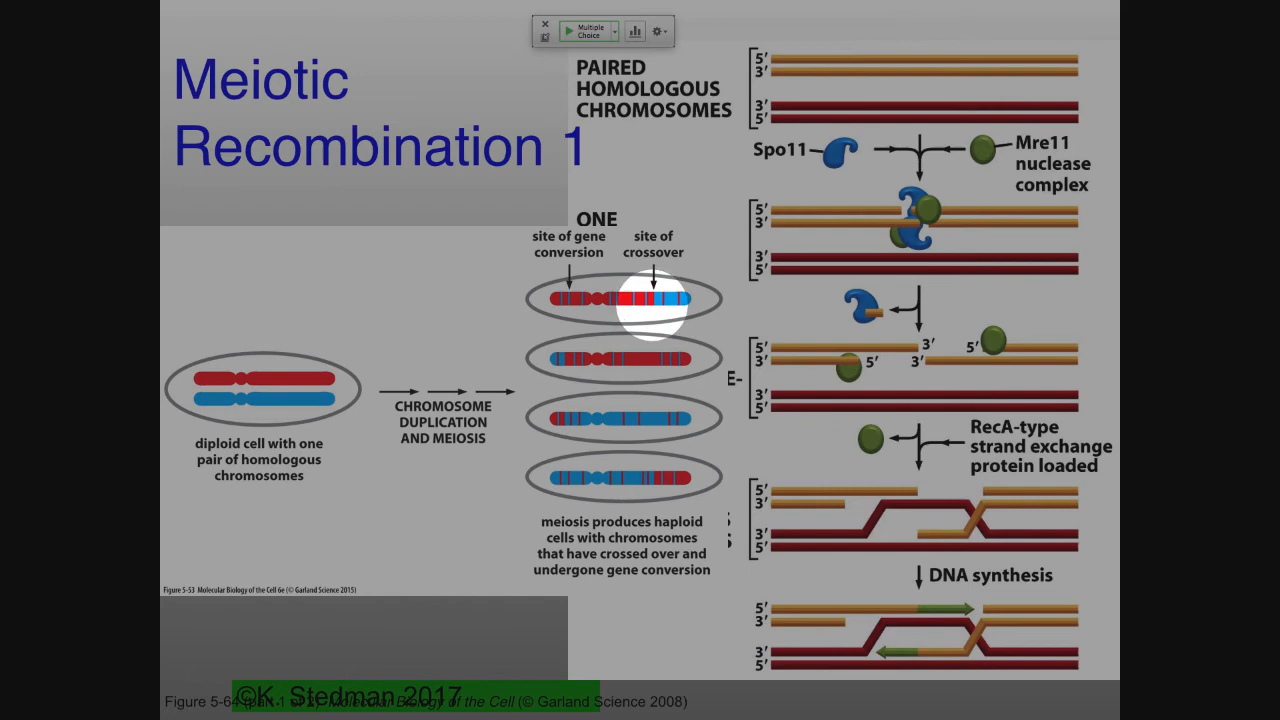 Multiple
Choice
Meiotic
Recombination 1
PAIRED
HOMOLOGOUS
CHROMOSOMES
5′
3′
3′
5′
Spo11
Mre11
nuclease
complex
ONE
site of gene
conversion
site of
crossover
5′
3′
3′
5′
diploid cell with one
pair of homologous
chromosomes
CHROMOSOME
DUPLICATION
AND MEIOSIS
meiosis produces haploid
cells with chromosomes
that have crossed over and
undergone gene conversion
E-
5′
3′
3′
5′
5′
3′
3′
5′
RecA-type
strand exchange
protein loaded
5′
3′
3′
5′
DNA synthesis
5′
3′
3′
5′
Figure 5-53 Molecular Biology of the Cell 6e (© Garland Science 2015)
©K. Stedman 2017
Figure 5-64 (part 1 of 2) Molecular Biology of the Cell (© Garland Science 2008)